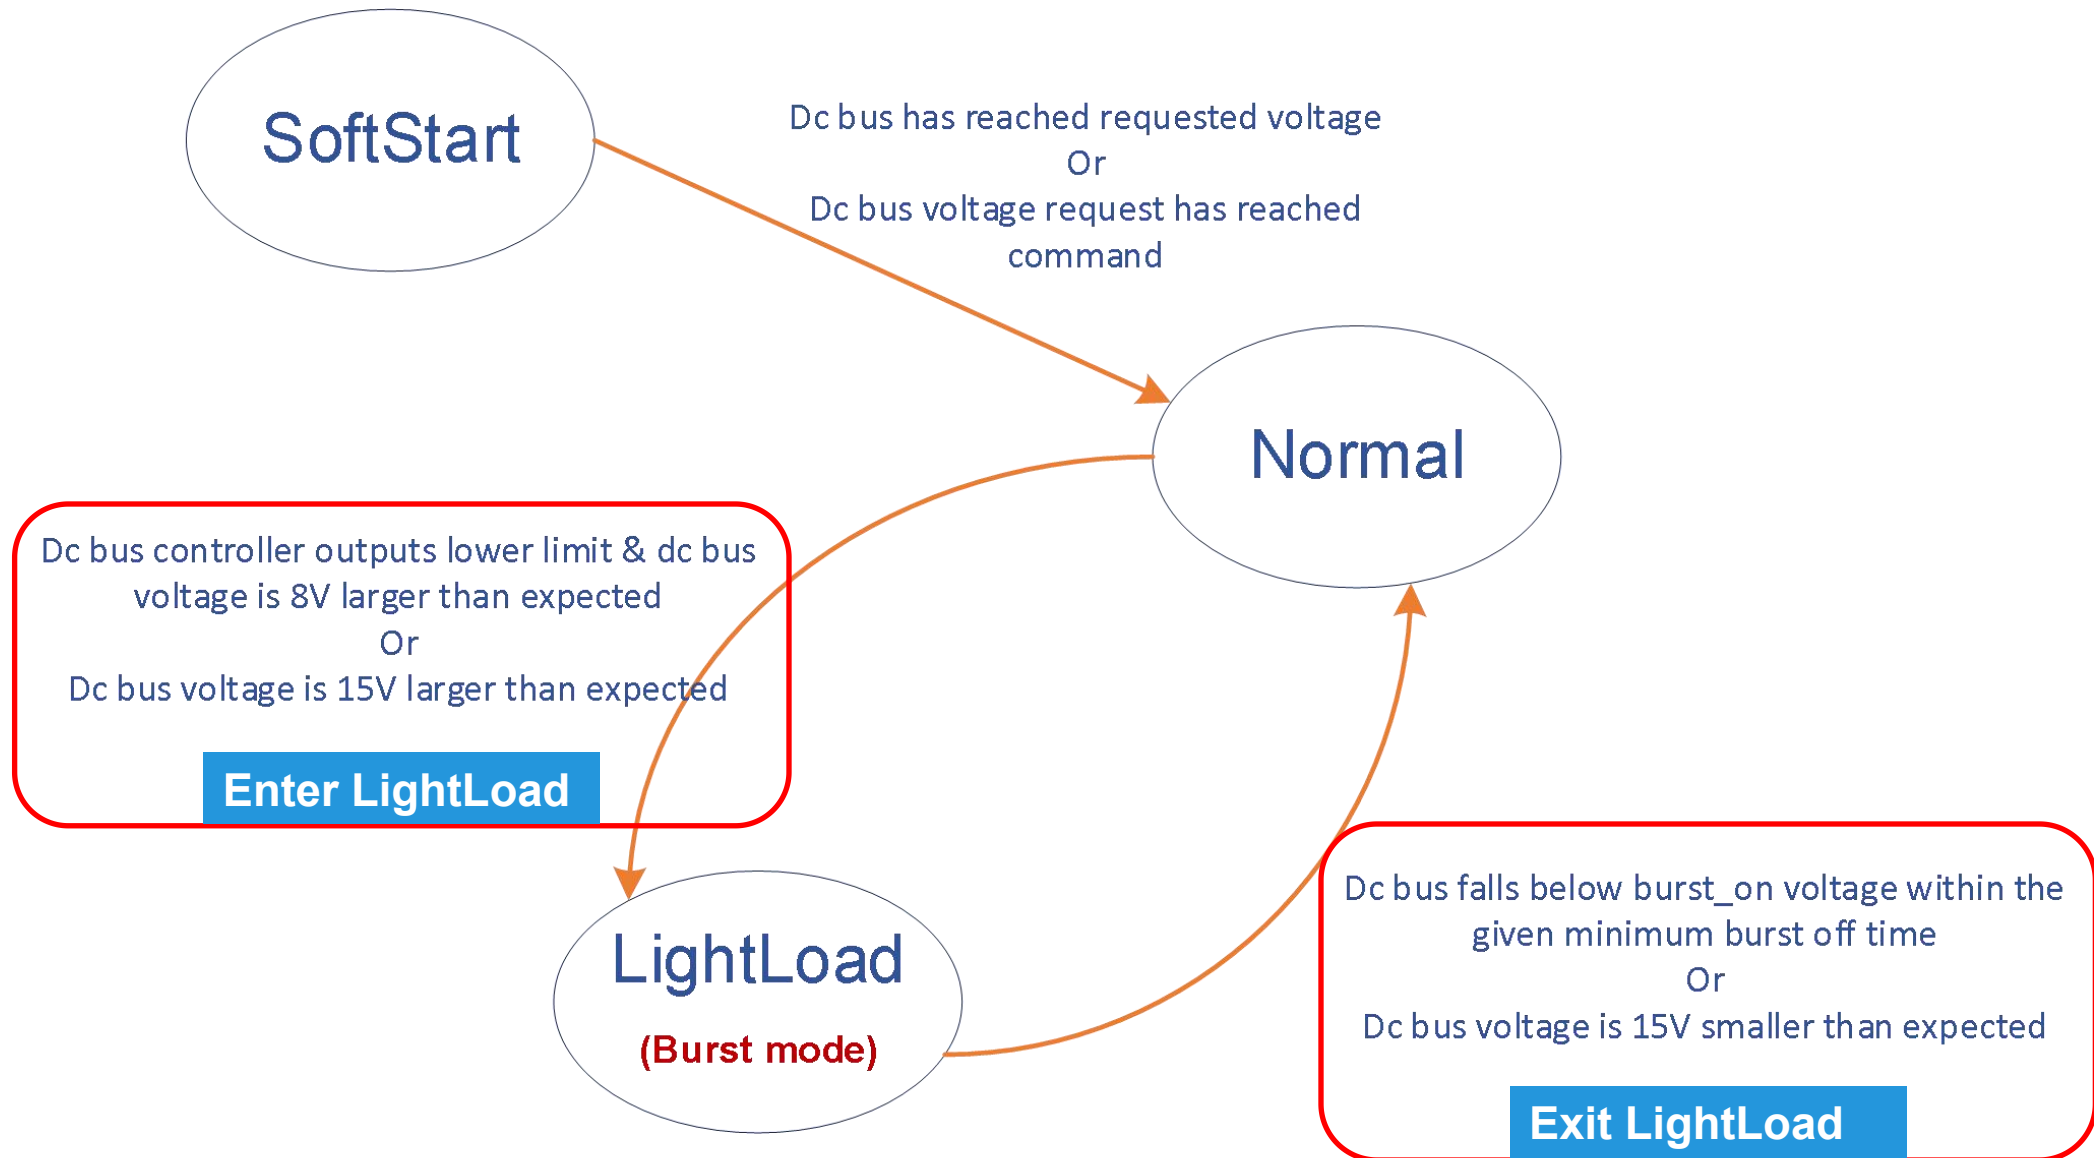 SoftStart
Dc bus has reached requested voltage
Or
Dc bus voltage request has reached
command
Normal
Dc bus controller outputs lower limit & dc bus
voltage is 8V larger than expected
Or
Dc bus voltage is 15V larger than expected
Enter LightLoad
LightLoad
(Burst mode)
Dc bus falls below burst_on voltage within the
given minimum burst off time
Or
Dc bus voltage is 15V smaller than expected
Exit LightLoad